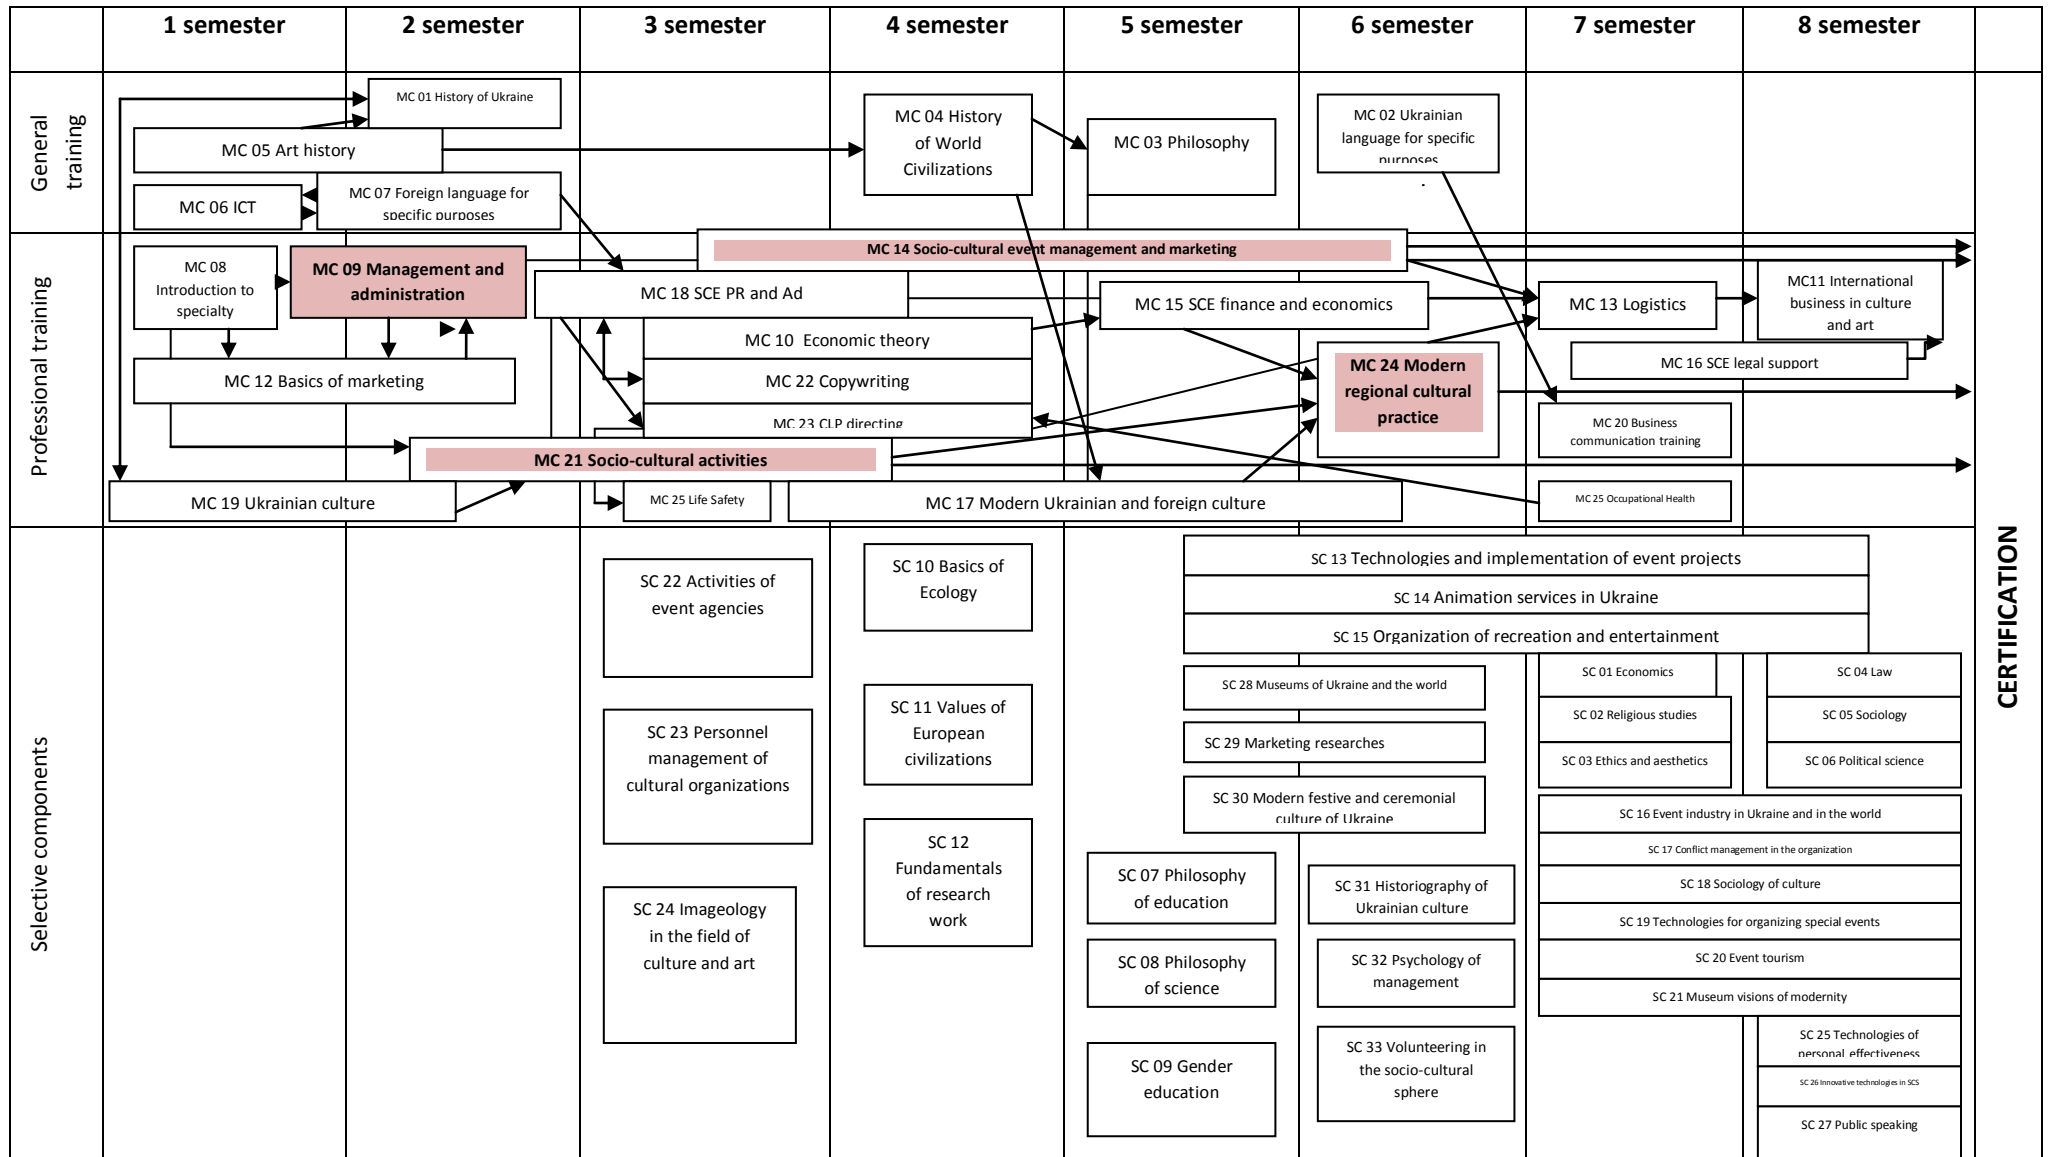 1 semester
2 semester
3 semester
4 semester
5 semester
6 semester
7 semester
8 semester
General
training
MC 01 History of Ukraine
MC 05 Art history
MC 06 ICT
MC 07 Foreign language for
specific purposes
MC 04 History
of World
Civilizations
MC 03 Philosophy
MC 02 Ukrainian
language for specific
purposes
Professional training
MC 08
Introduction to
specialty
MC 09 Management and
administration
MC 12 Basics of marketing
MC 14 Socio-cultural event management and marketing
MC 18 SCE PR and Ad
MC 10 Economic theory
MC 22 Copywriting
MC 23 CLP directing
MC 21 Socio-cultural activities
MC 19 Ukrainian culture
MC 25 Life Safety
MC 17 Modern Ukrainian and foreign culture
MC 15 SCE finance and economics
MC 24 Modern
regional cultural
practice
MC 13 Logistics
MC11 International
business in culture
and art
MC 16 SCE legal support
MC 20 Business
communication training
MC 25 Occupational Health
Selective components
SC 22 Activities of
event agencies
SC 23 Personnel
management of
cultural organizations
SC 24 Imageology
in the field of
culture and art
SC 10 Basics of
Ecology
SC 11 Values of
European
civilizations
SC 12
Fundamentals
of research
work
SC 13 Technologies and implementation of event projects
SC 14 Animation services in Ukraine
SC 15 Organization of recreation and entertainment
SC 28 Museums of Ukraine and the world
SC 29 Marketing researches
SC 30 Modern festive and ceremonial
culture of Ukraine
SC 07 Philosophy
of education
SC 08 Philosophy
of science
SC 09 Gender
education
SC 31 Historiography of
Ukrainian culture
SC 32 Psychology of
management
SC 33 Volunteering in
the socio-cultural
sphere
SC 01 Economics
SC 02 Religious studies
SC 03 Ethics and aesthetics
SC 04 Law
SC 05 Sociology
SC 06 Political science
SC 16 Event industry in Ukraine and in the world
SC 17 Conflict management in the organization
SC 18 Sociology of culture
SC 19 Technologies for organizing special events
SC 20 Event tourism
SC 21 Museum visions of modernity
SC 25 Technologies of
personal effectiveness
SC 26 Innovative technologies in SCS
SC 27 Public speaking
CERTIFICATION